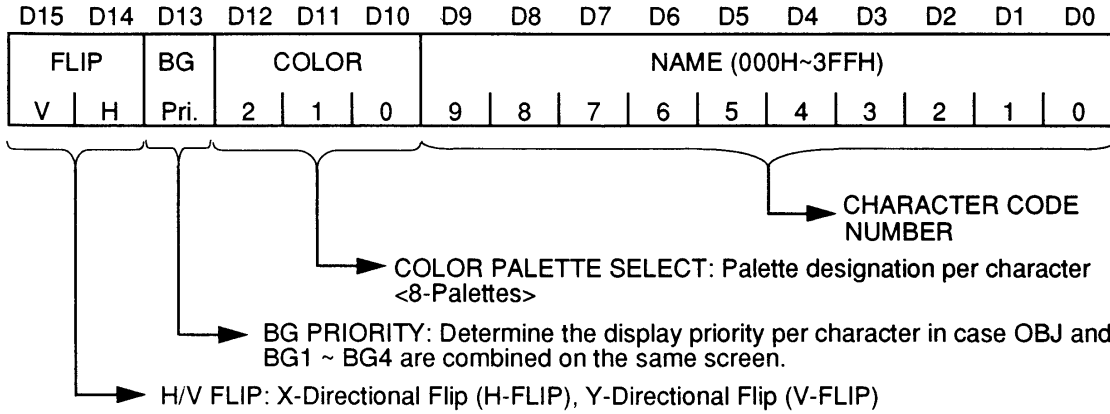 D15 D14 D13 D12 D11 D10 D9 D8 D7 D6 D5 D4 D3 D2 D1 D0
FLIP BG COLOR NAME (000H~3FFH)
V H Pri. 2 1 0 9 8 7 6 5 4 3 2 1 0
CHARACTER CODE
NUMBER
COLOR PALETTE SELECT: Palette designation per character
<8-Palettes>
BG PRIORITY: Determine the display priority per character in case OBJ and
BG1 ~ BG4 are combined on the same screen.
H/V FLIP: X-Directional Flip (H-FLIP), Y-Directional Flip (V-FLIP)